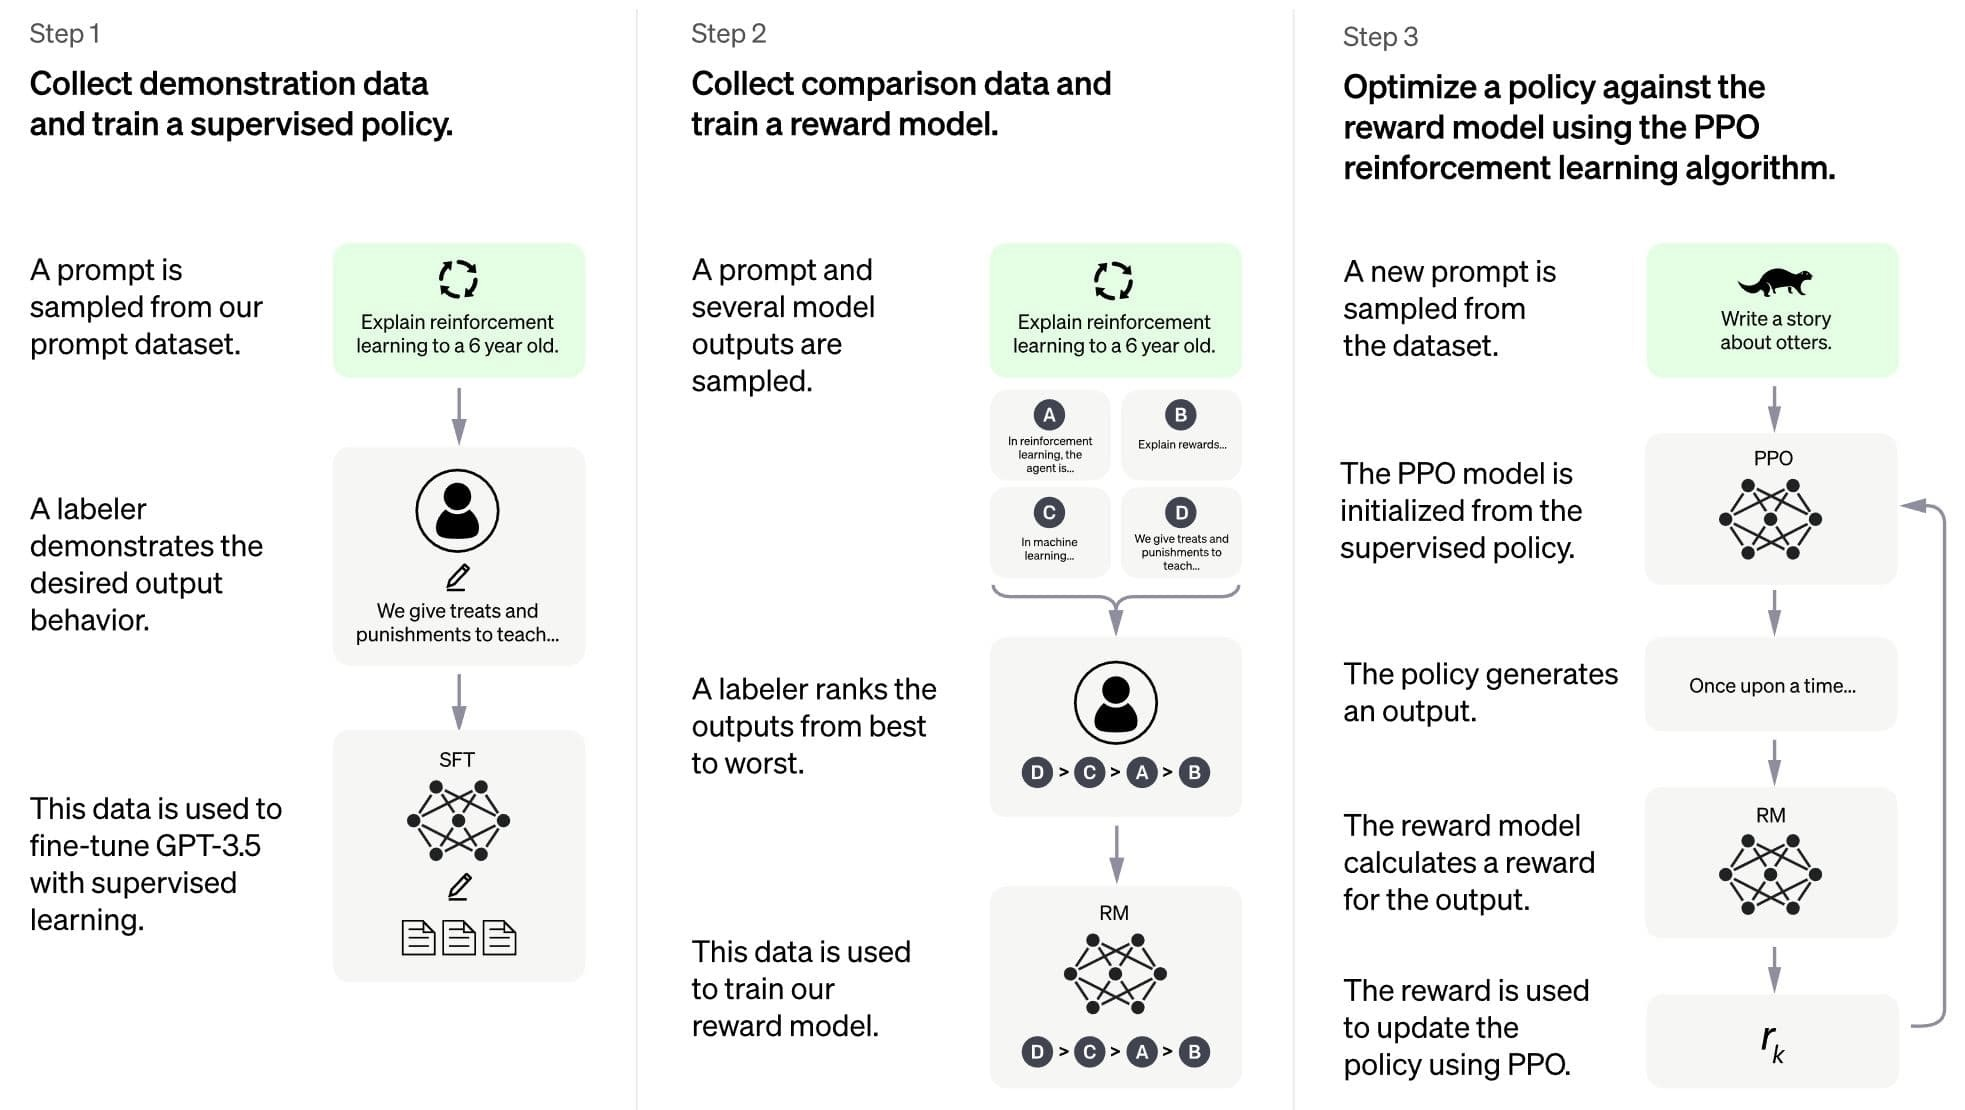 Step 1
Collect demonstration data
and train a supervised policy.
A prompt is
sampled from our
prompt dataset.
Explain reinforcement
learning to a 6 year old.
A labeler
demonstrates the
desired output
behavior.
We give treats and
punishments to teach...
This data is used to
fine-tune GPT-3.5
with supervised
learning.
SFT
Step 2
Collect comparison data and
train a reward model.
A prompt and
several model
outputs are
sampled.
Explain reinforcement
learning to a 6 year old.
A
In reinforcement
learning, the
agent is...
B
Explain rewards...
C
In machine
learning...
D
We give treats and
punishments to
teach...
A labeler ranks the
outputs from best
to worst.
D > C > A > B
This data is used
to train our
reward model.
RM
D > C > A > B
Step 3
Optimize a policy against the
reward model using the PPO
reinforcement learning algorithm.
A new prompt is
sampled from
the dataset.
Write a story
about otters.
The PPO model is
initialized from the
supervised policy.
PPO
The policy generates
an output.
Once upon a time...
The reward model
calculates a reward
for the output.
RM
The reward is used
to update the
policy using PPO.
r_k